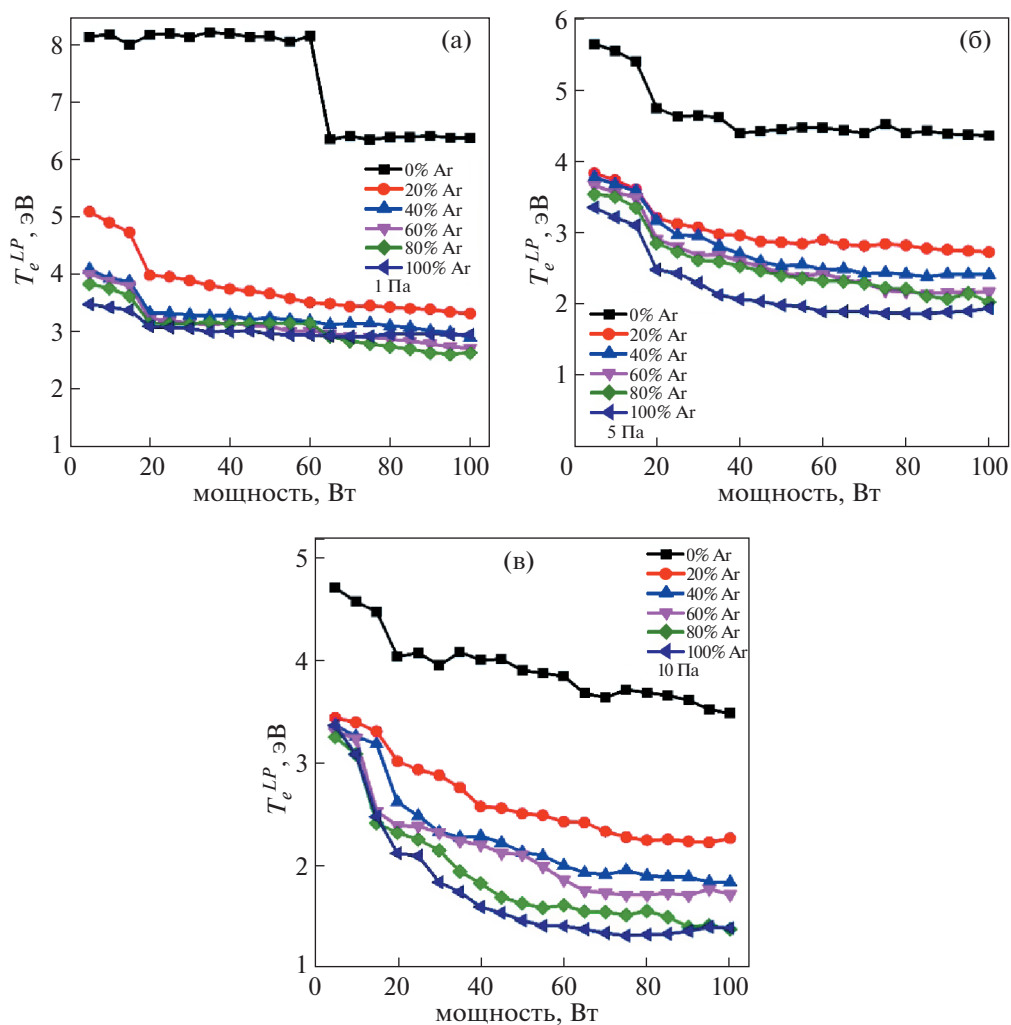 (а)
8
7
6
5
4
3
2
1
T_e^{LP}, эВ
0% Ar
20% Ar
40% Ar
60% Ar
80% Ar
100% Ar
1 Па
0 20 40 60 80 100
мощность, Вт
(б)
6
5
4
3
2
1
0
T_e^{LP}, эВ
0% Ar
20% Ar
40% Ar
60% Ar
80% Ar
100% Ar
5 Па
0 20 40 60 80 100
мощность, Вт
(в)
5
4
3
2
1
T_e^{LP}, эВ
0% Ar
20% Ar
40% Ar
60% Ar
80% Ar
100% Ar
10 Па
0 20 40 60 80 100
мощность, Вт